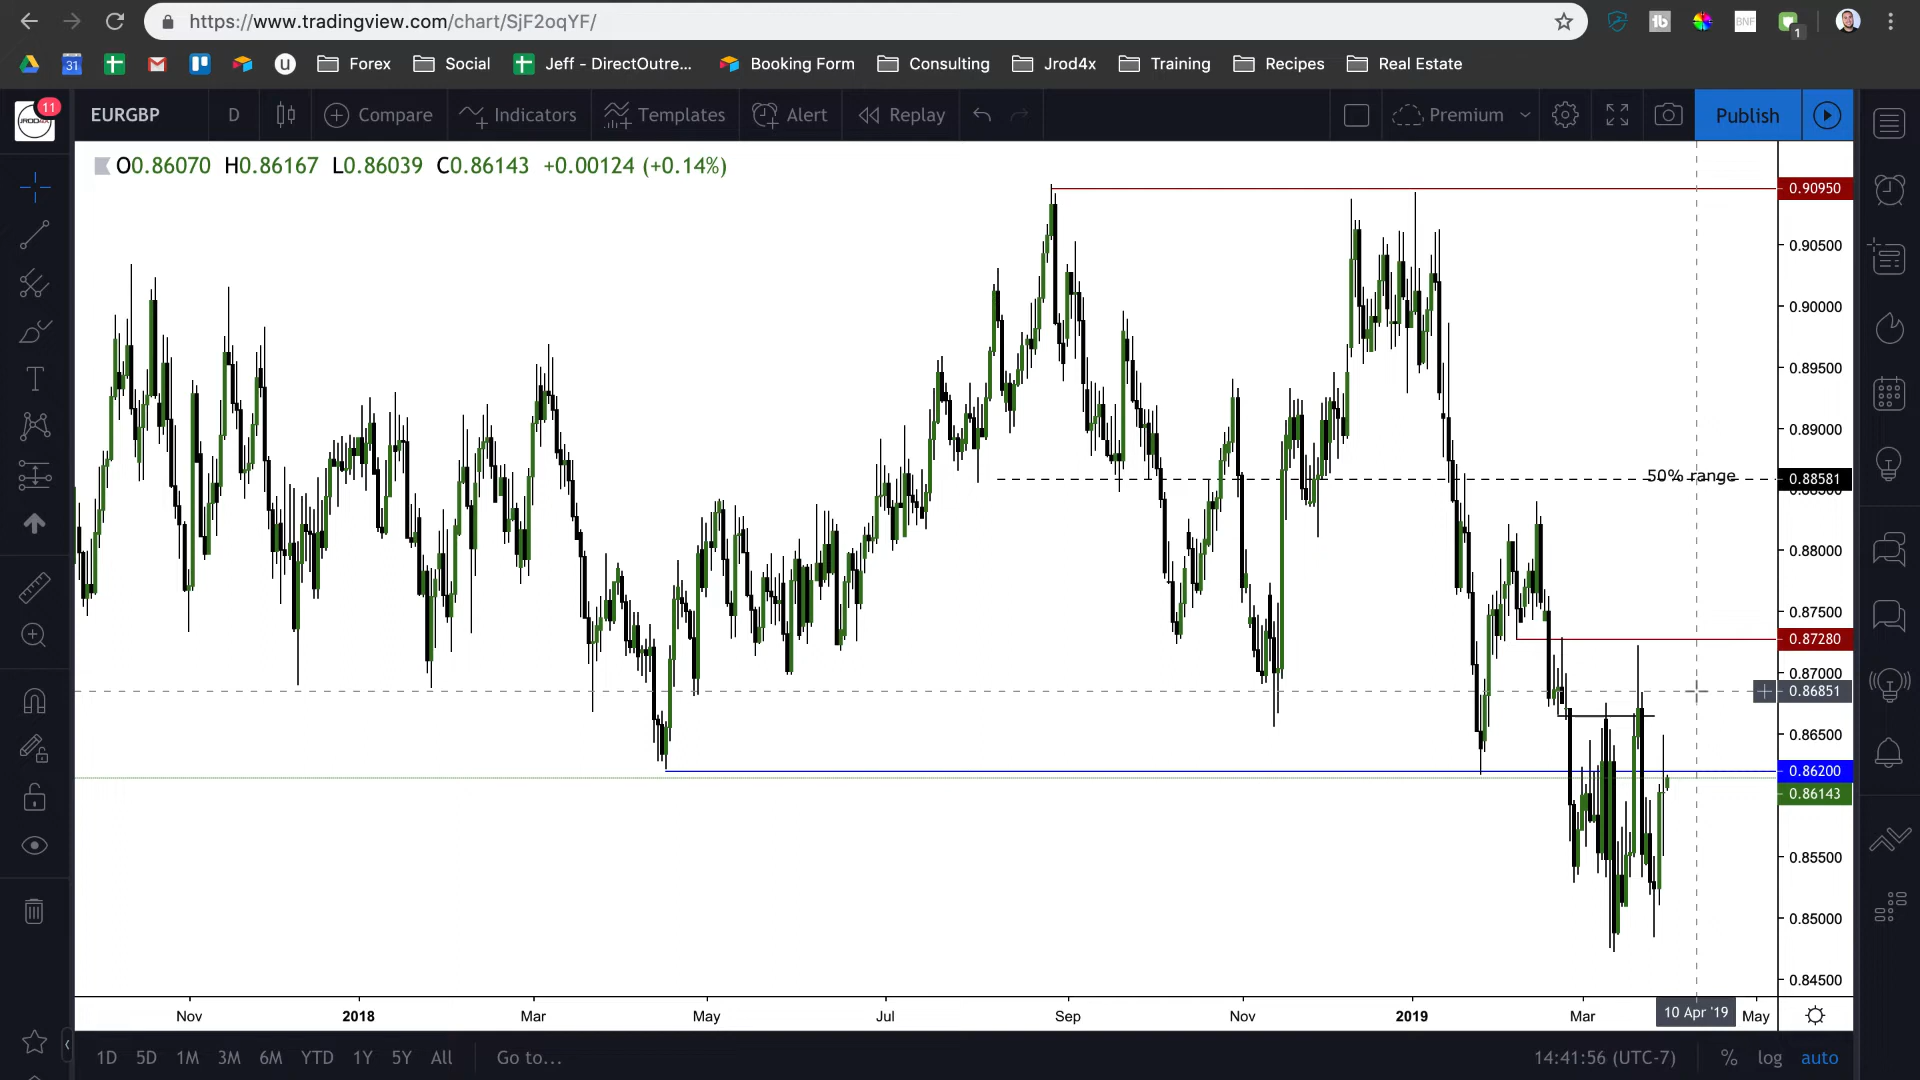 https://www.tradingview.com/chart/SjF2oqYF/
BNF
1
31
Forex
Social
Jeff - DirectOutre...
Booking Form
Consulting
Jrod4x
Training
Recipes
Real Estate
11
EURGBP
D
Compare
Indicators
Templates
Alert
Replay
Premium
Publish
O0.86070 H0.86167 L0.86039 C0.86143 +0.00124 (+0.14%)
0.90950
0.90500
0.90000
0.89500
0.89000
50% range
0.88581
0.88000
0.87500
0.87280
0.87000
0.86851
0.86500
0.86200
0.86143
0.85500
0.85000
0.84500
Nov
2018
Mar
May
Jul
Sep
Nov
2019
Mar
10 Apr '19
May
1D 5D 1M 3M 6M YTD 1Y 5Y All Go to...
14:41:56 (UTC-7) % log auto